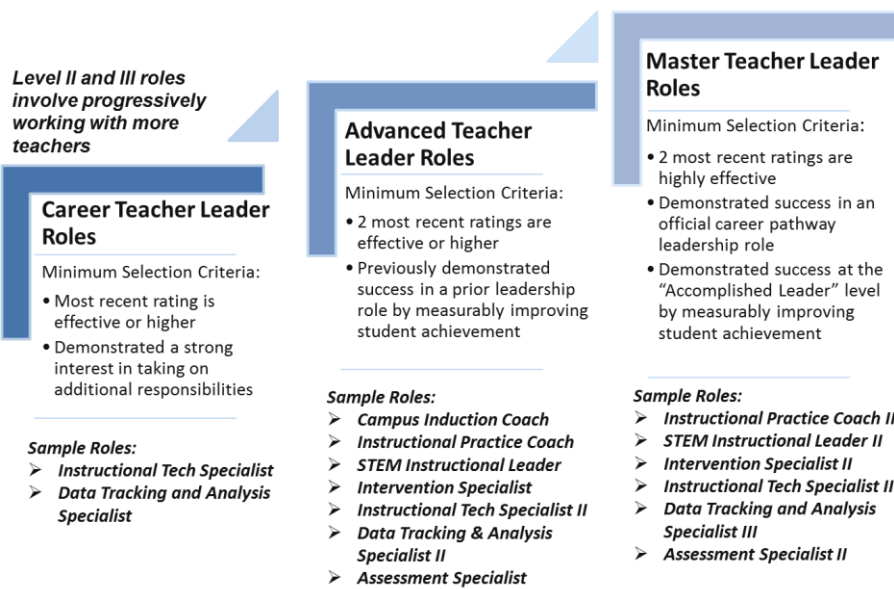 Level II and III roles
involve progressively
working with more
teachers
Career Teacher Leader
Roles
Minimum Selection Criteria:
• Most recent rating is
effective or higher
• Demonstrated a strong
interest in taking on
additional responsibilities
Sample Roles:
➢ Instructional Tech Specialist
➢ Data Tracking and Analysis
Specialist
Advanced Teacher
Leader Roles
Minimum Selection Criteria:
• 2 most recent ratings are
effective or higher
• Previously demonstrated
success in a prior leadership
role by measurably improving
student achievement
Sample Roles:
➢ Campus Induction Coach
➢ Instructional Practice Coach
➢ STEM Instructional Leader
➢ Intervention Specialist
➢ Instructional Tech Specialist II
➢ Data Tracking & Analysis
Specialist II
➢ Assessment Specialist
Master Teacher Leader
Roles
Minimum Selection Criteria:
• 2 most recent ratings are
highly effective
• Demonstrated success in an
official career pathway
leadership role
• Demonstrated success at the
“Accomplished Leader” level
by measurably improving
student achievement
Sample Roles:
➢ Instructional Practice Coach II
➢ STEM Instructional Leader II
➢ Intervention Specialist II
➢ Instructional Tech Specialist II
➢ Data Tracking and Analysis
Specialist III
➢ Assessment Specialist II